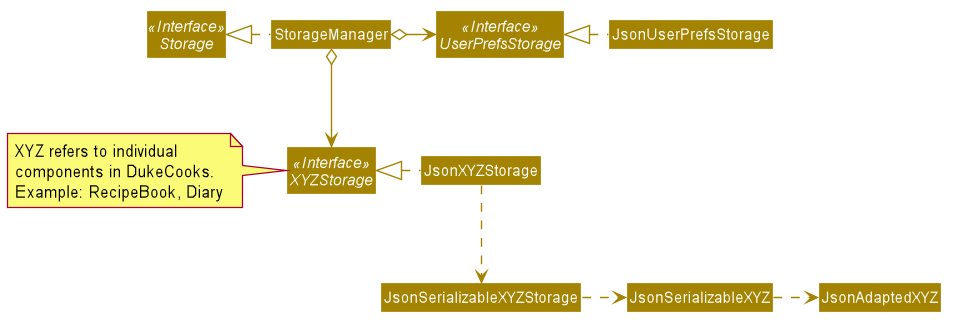 «Interface»
Storage
StorageManager
«Interface»
UserPrefsStorage
JsonUserPrefsStorage
XYZ refers to individual
components in DukeCooks.
Example: RecipeBook, Diary
«Interface»
XYZStorage
JsonXYZStorage
JsonSerializableXYZStorage
JsonSerializableXYZ
JsonAdaptedXYZ